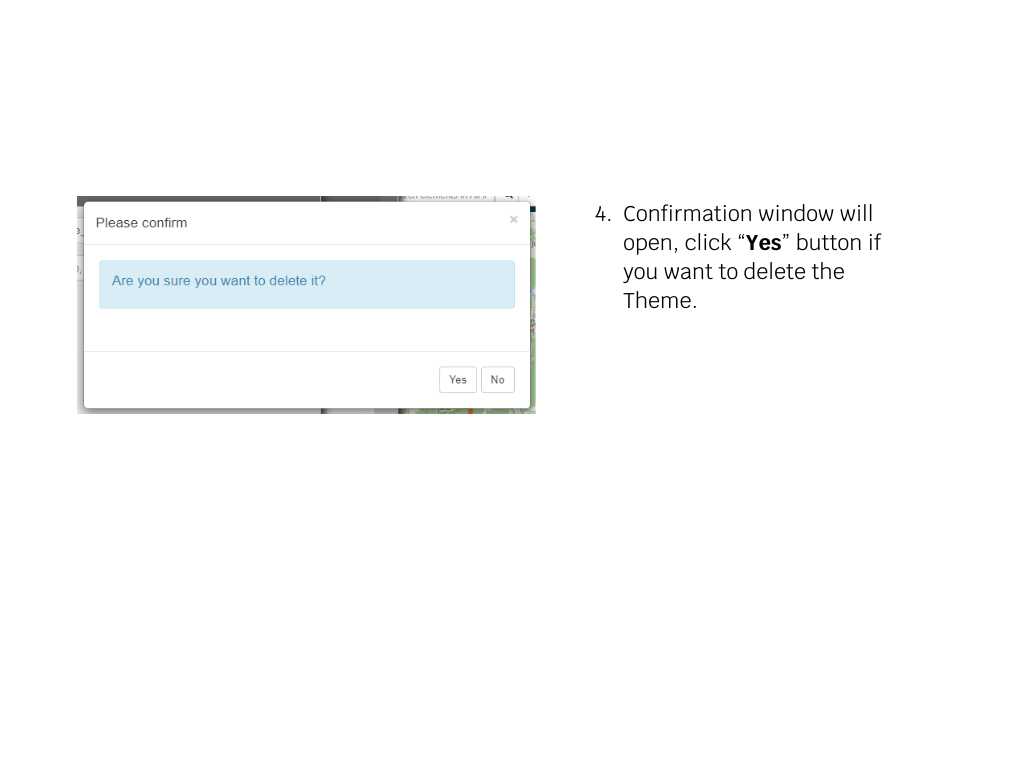 Please confirm ×
Are you sure you want to delete it?
Yes No
4. Confirmation window will
open, click “Yes” button if
you want to delete the
Theme.